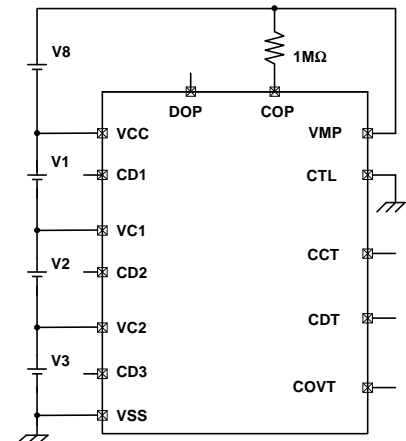 V8
1MΩ
DOP
COP
VCC
VMP
V1
CD1
CTL
VC1
CCT
V2
CD2
CDT
VC2
V3
CD3
COVT
VSS